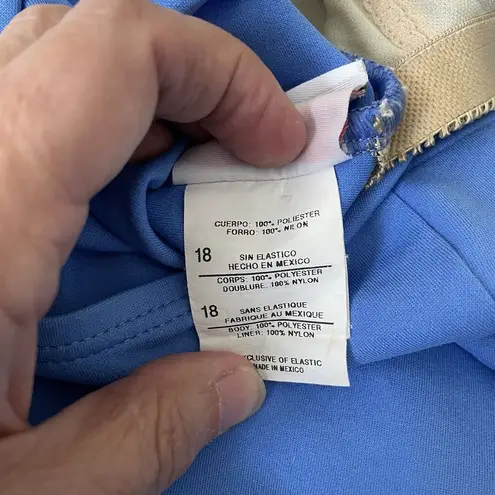 CUERPO: 100% POLIESTER
FORRO: 100% NILON
18 SIN ELASTICO
HECHO EN MEXICO
CORPS: 100% POLYESTER
DOUBLURE: 100% NYLON
18 SANS ELASTIQUE
FABRIQUE AU MEXIQUE
BODY: 100% POLYESTER
LINER: 100% NYLON
EXCLUSIVE OF ELASTIC
MADE IN MEXICO